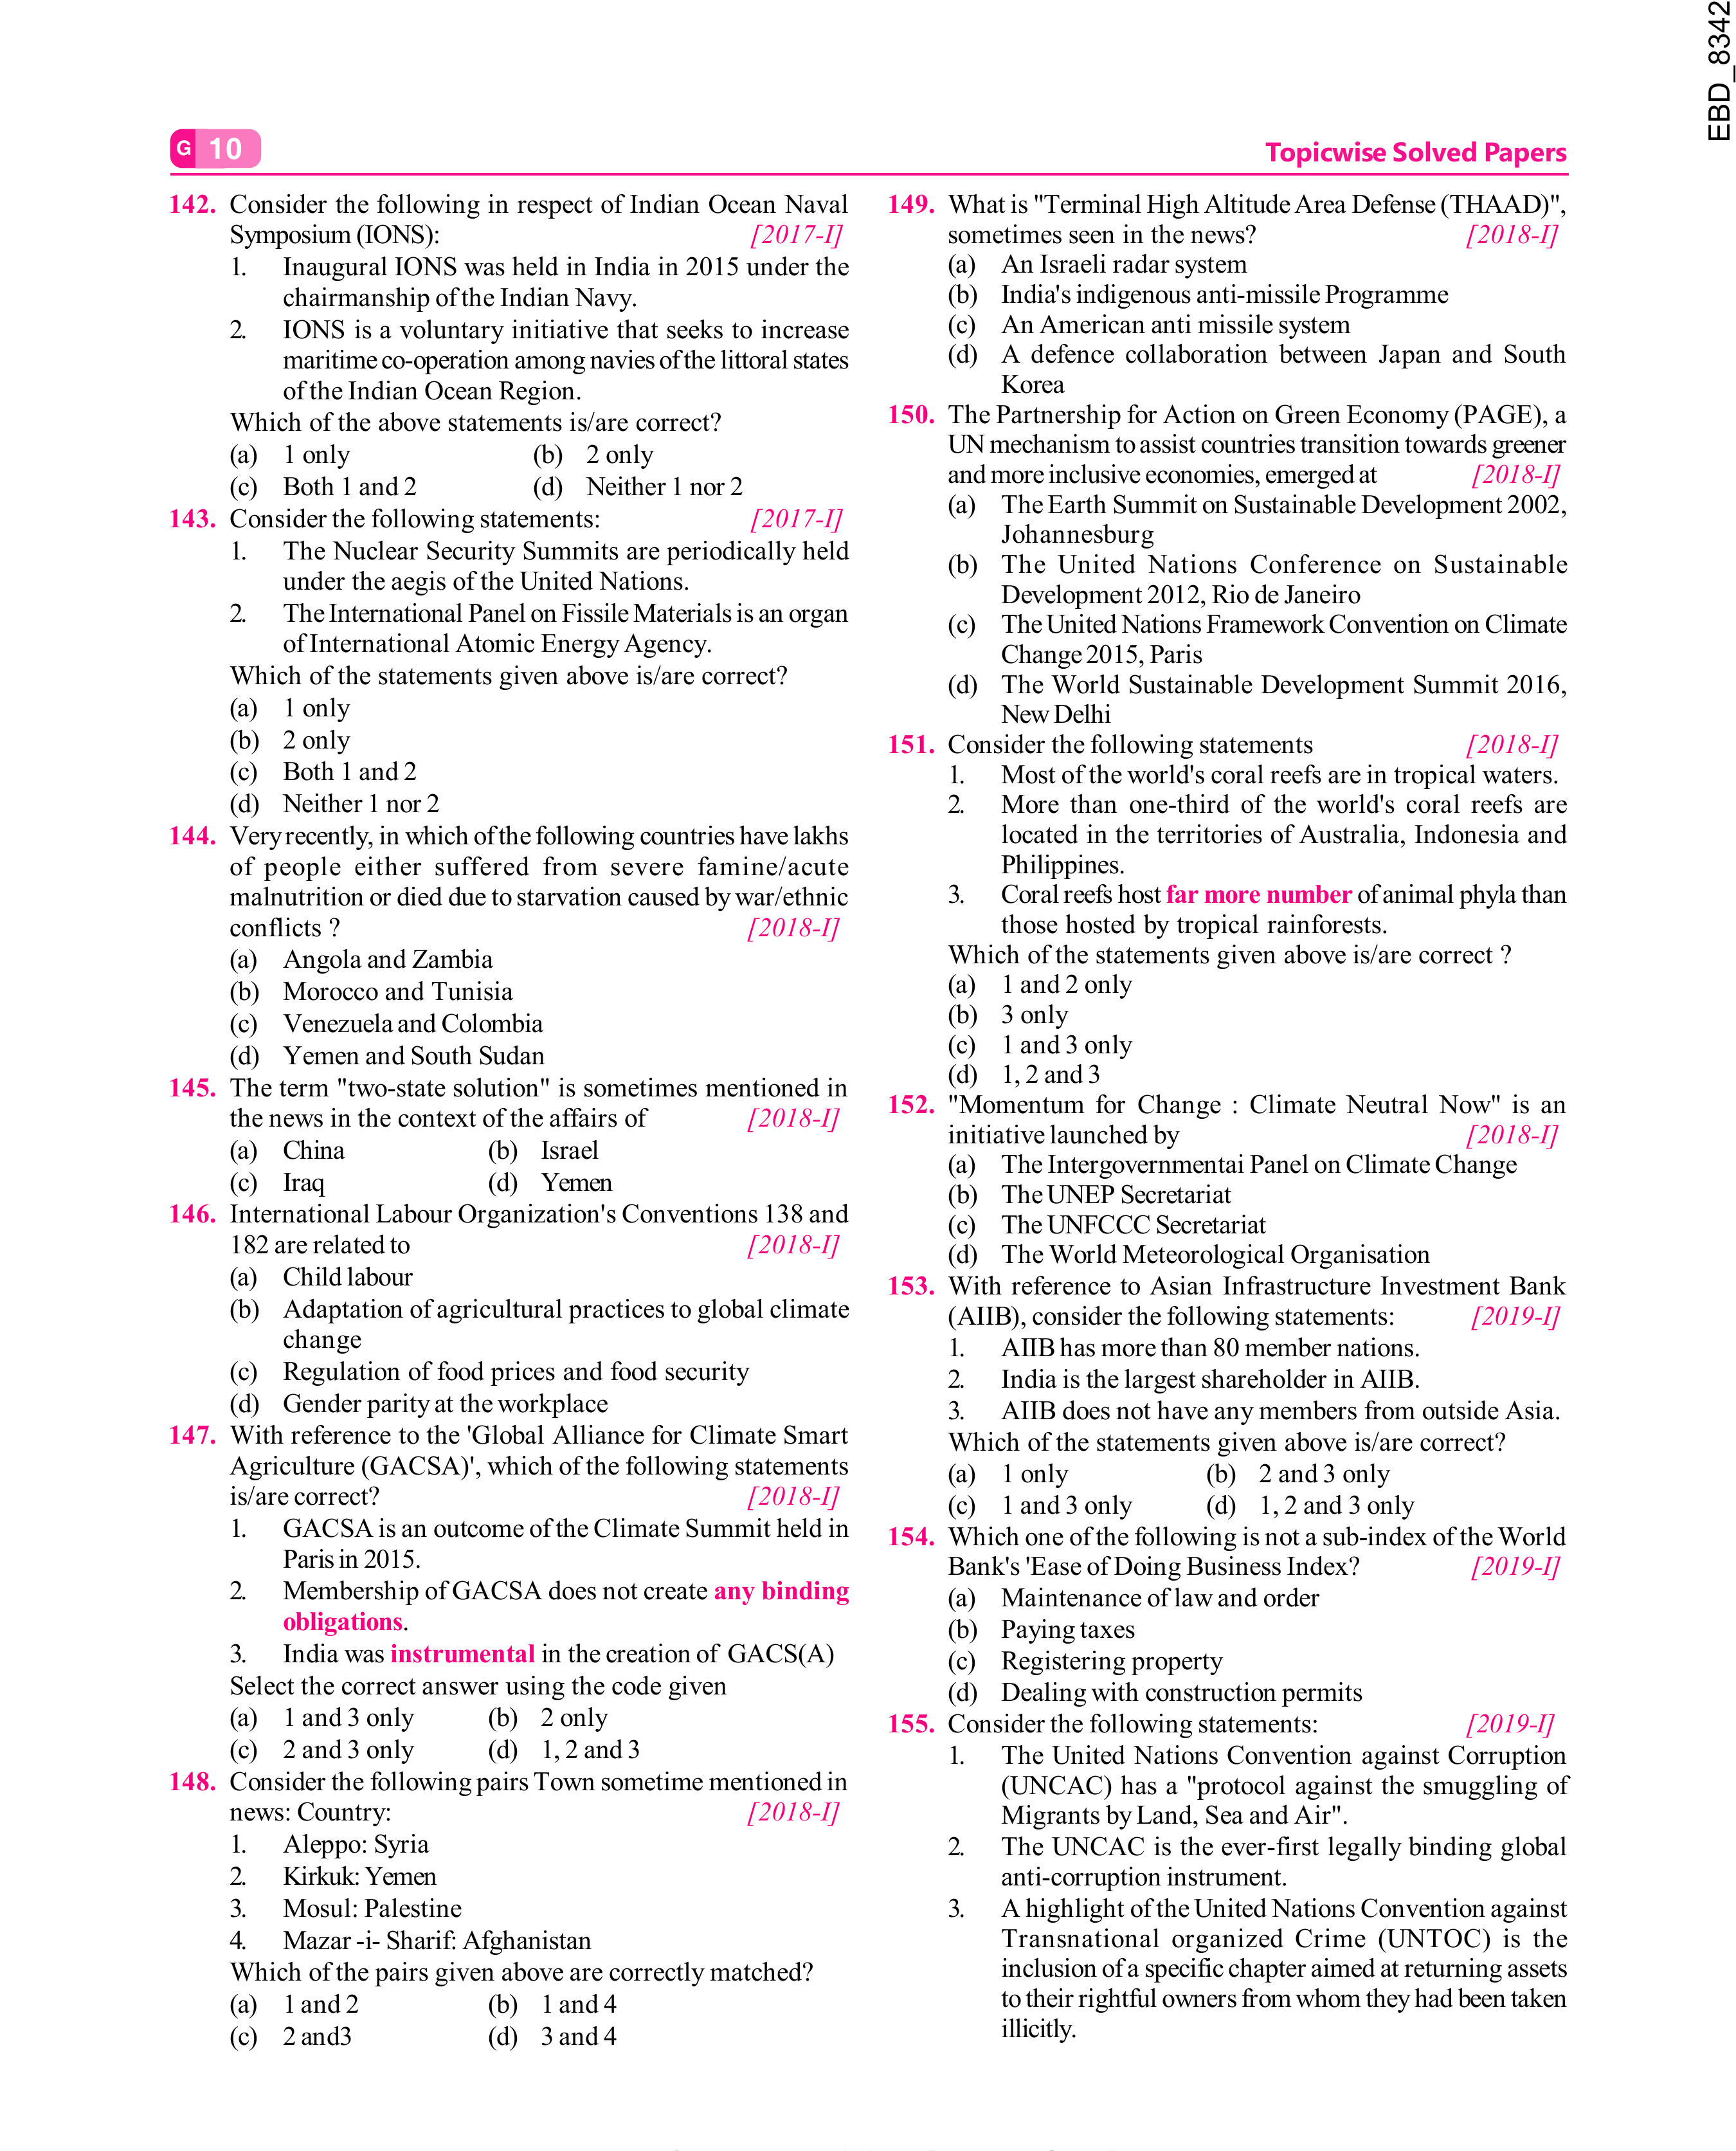 EBD_8342
G 10
Topicwise Solved Papers
142. Consider the following in respect of Indian Ocean Naval
Symposium (IONS): [2017-I]
1. Inaugural IONS was held in India in 2015 under the
chairmanship of the Indian Navy.
2. IONS is a voluntary initiative that seeks to increase
maritime co-operation among navies of the littoral states
of the Indian Ocean Region.
Which of the above statements is/are correct?
(a) 1 only (b) 2 only
(c) Both 1 and 2 (d) Neither 1 nor 2
143. Consider the following statements: [2017-I]
1. The Nuclear Security Summits are periodically held
under the aegis of the United Nations.
2. The International Panel on Fissile Materials is an organ
of International Atomic Energy Agency.
Which of the statements given above is/are correct?
(a) 1 only
(b) 2 only
(c) Both 1 and 2
(d) Neither 1 nor 2
144. Very recently, in which of the following countries have lakhs
of people either suffered from severe famine/acute
malnutrition or died due to starvation caused by war/ethnic
conflicts ? [2018-I]
(a) Angola and Zambia
(b) Morocco and Tunisia
(c) Venezuela and Colombia
(d) Yemen and South Sudan
145. The term "two-state solution" is sometimes mentioned in
the news in the context of the affairs of [2018-I]
(a) China (b) Israel
(c) Iraq (d) Yemen
146. International Labour Organization's Conventions 138 and
182 are related to [2018-I]
(a) Child labour
(b) Adaptation of agricultural practices to global climate
change
(c) Regulation of food prices and food security
(d) Gender parity at the workplace
147. With reference to the 'Global Alliance for Climate Smart
Agriculture (GACSA)', which of the following statements
is/are correct? [2018-I]
1. GACSA is an outcome of the Climate Summit held in
Paris in 2015.
2. Membership of GACSA does not create any binding
obligations.
3. India was instrumental in the creation of GACS(A)
Select the correct answer using the code given
(a) 1 and 3 only (b) 2 only
(c) 2 and 3 only (d) 1, 2 and 3
148. Consider the following pairs Town sometime mentioned in
news: Country: [2018-I]
1. Aleppo: Syria
2. Kirkuk: Yemen
3. Mosul: Palestine
4. Mazar -i- Sharif: Afghanistan
Which of the pairs given above are correctly matched?
(a) 1 and 2 (b) 1 and 4
(c) 2 and3 (d) 3 and 4
149. What is "Terminal High Altitude Area Defense (THAAD)",
sometimes seen in the news? [2018-I]
(a) An Israeli radar system
(b) India's indigenous anti-missile Programme
(c) An American anti missile system
(d) A defence collaboration between Japan and South
Korea
150. The Partnership for Action on Green Economy (PAGE), a
UN mechanism to assist countries transition towards greener
and more inclusive economies, emerged at [2018-I]
(a) The Earth Summit on Sustainable Development 2002,
Johannesburg
(b) The United Nations Conference on Sustainable
Development 2012, Rio de Janeiro
(c) The United Nations Framework Convention on Climate
Change 2015, Paris
(d) The World Sustainable Development Summit 2016,
New Delhi
151. Consider the following statements [2018-I]
1. Most of the world's coral reefs are in tropical waters.
2. More than one-third of the world's coral reefs are
located in the territories of Australia, Indonesia and
Philippines.
3. Coral reefs host far more number of animal phyla than
those hosted by tropical rainforests.
Which of the statements given above is/are correct ?
(a) 1 and 2 only
(b) 3 only
(c) 1 and 3 only
(d) 1, 2 and 3
152. "Momentum for Change : Climate Neutral Now" is an
initiative launched by [2018-I]
(a) The Intergovernmentai Panel on Climate Change
(b) The UNEP Secretariat
(c) The UNFCCC Secretariat
(d) The World Meteorological Organisation
153. With reference to Asian Infrastructure Investment Bank
(AIIB), consider the following statements: [2019-I]
1. AIIB has more than 80 member nations.
2. India is the largest shareholder in AIIB.
3. AIIB does not have any members from outside Asia.
Which of the statements given above is/are correct?
(a) 1 only (b) 2 and 3 only
(c) 1 and 3 only (d) 1, 2 and 3 only
154. Which one of the following is not a sub-index of the World
Bank's 'Ease of Doing Business Index? [2019-I]
(a) Maintenance of law and order
(b) Paying taxes
(c) Registering property
(d) Dealing with construction permits
155. Consider the following statements: [2019-I]
1. The United Nations Convention against Corruption
(UNCAC) has a "protocol against the smuggling of
Migrants by Land, Sea and Air".
2. The UNCAC is the ever-first legally binding global
anti-corruption instrument.
3. A highlight of the United Nations Convention against
Transnational organized Crime (UNTOC) is the
inclusion of a specific chapter aimed at returning assets
to their rightful owners from whom they had been taken
illicitly.